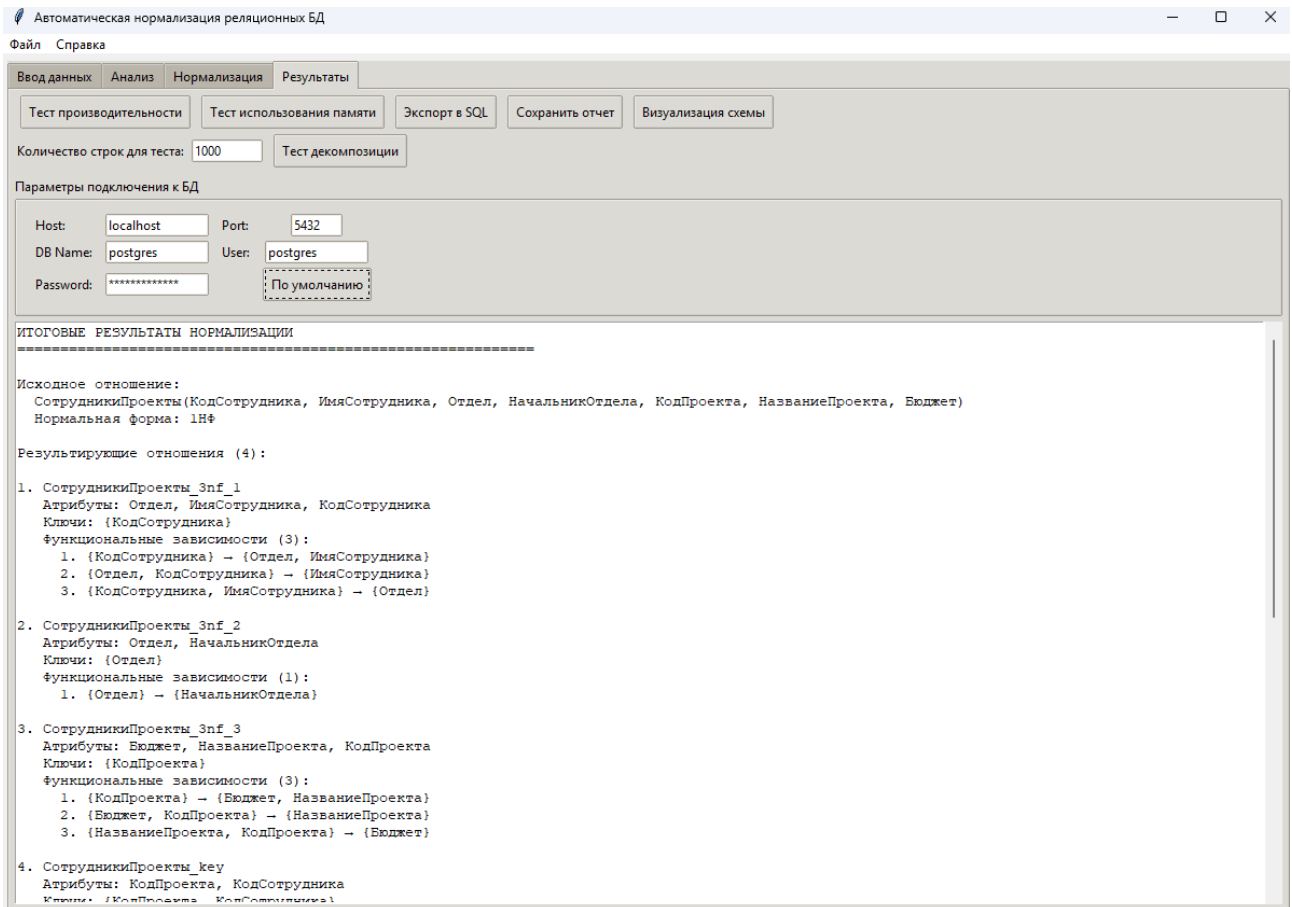 Автоматическая нормализация реляционных БД
Файл Справка
Ввод данных Анализ Нормализация Результаты
Тест производительности Тест использования памяти Экспорт в SQL Сохранить отчет Визуализация схемы
Количество строк для теста: 1000 Тест декомпозиции
Параметры подключения к БД
Host: localhost Port: 5432
DB Name: postgres User: postgres
Password: ************* По умолчанию
ИТОГОВЫЕ РЕЗУЛЬТАТЫ НОРМАЛИЗАЦИИ
============================================================
Исходное отношение:
СотрудникиПроекты(КодСотрудника, ИмяСотрудника, Отдел, НачальникОтдела, КодПроекта, НазваниеПроекта, Бюджет)
Нормальная форма: 1НФ
Результирующие отношения (4):
1. СотрудникиПроекты_3nf_1
Атрибуты: Отдел, ИмяСотрудника, КодСотрудника
Ключи: {КодСотрудника}
Функциональные зависимости (3):
1. {КодСотрудника} → {Отдел, ИмяСотрудника}
2. {Отдел, КодСотрудника} → {ИмяСотрудника}
3. {КодСотрудника, ИмяСотрудника} → {Отдел}
2. СотрудникиПроекты_3nf_2
Атрибуты: Отдел, НачальникОтдела
Ключи: {Отдел}
Функциональные зависимости (1):
1. {Отдел} → {НачальникОтдела}
3. СотрудникиПроекты_3nf_3
Атрибуты: Бюджет, НазваниеПроекта, КодПроекта
Ключи: {КодПроекта}
Функциональные зависимости (3):
1. {КодПроекта} → {Бюджет, НазваниеПроекта}
2. {Бюджет, КодПроекта} → {НазваниеПроекта}
3. {НазваниеПроекта, КодПроекта} → {Бюджет}
4. СотрудникиПроекты_key
Атрибуты: КодПроекта, КодСотрудника
Ключи: {КодПроекта, КодСотрудника}